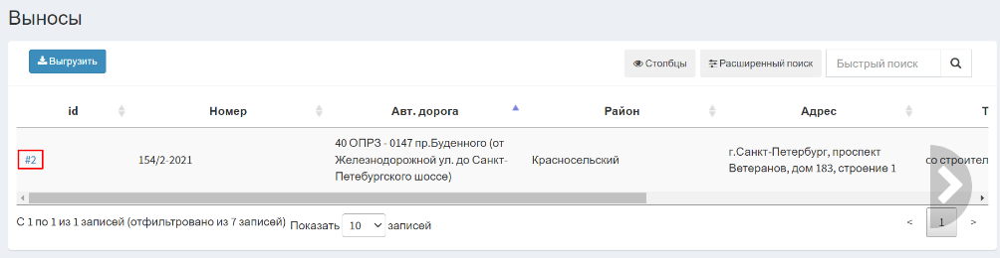 Выносы
Выгрузить
Столбцы
Расширенный поиск
Быстрый поиск
id Номер Авт. дорога Район Адрес Т
#2 154/2-2021
40 ОПРЗ - 0147 пр.Буденного (от
Железнодорожной ул. до Санкт-
Петебургского шоссе)
Красносельский
г.Санкт-Петербург, проспект
Ветеранов, дом 183, строение 1
со строител
С 1 по 1 из 1 записей (отфильтровано из 7 записей) Показать 10 записей
< 1 >